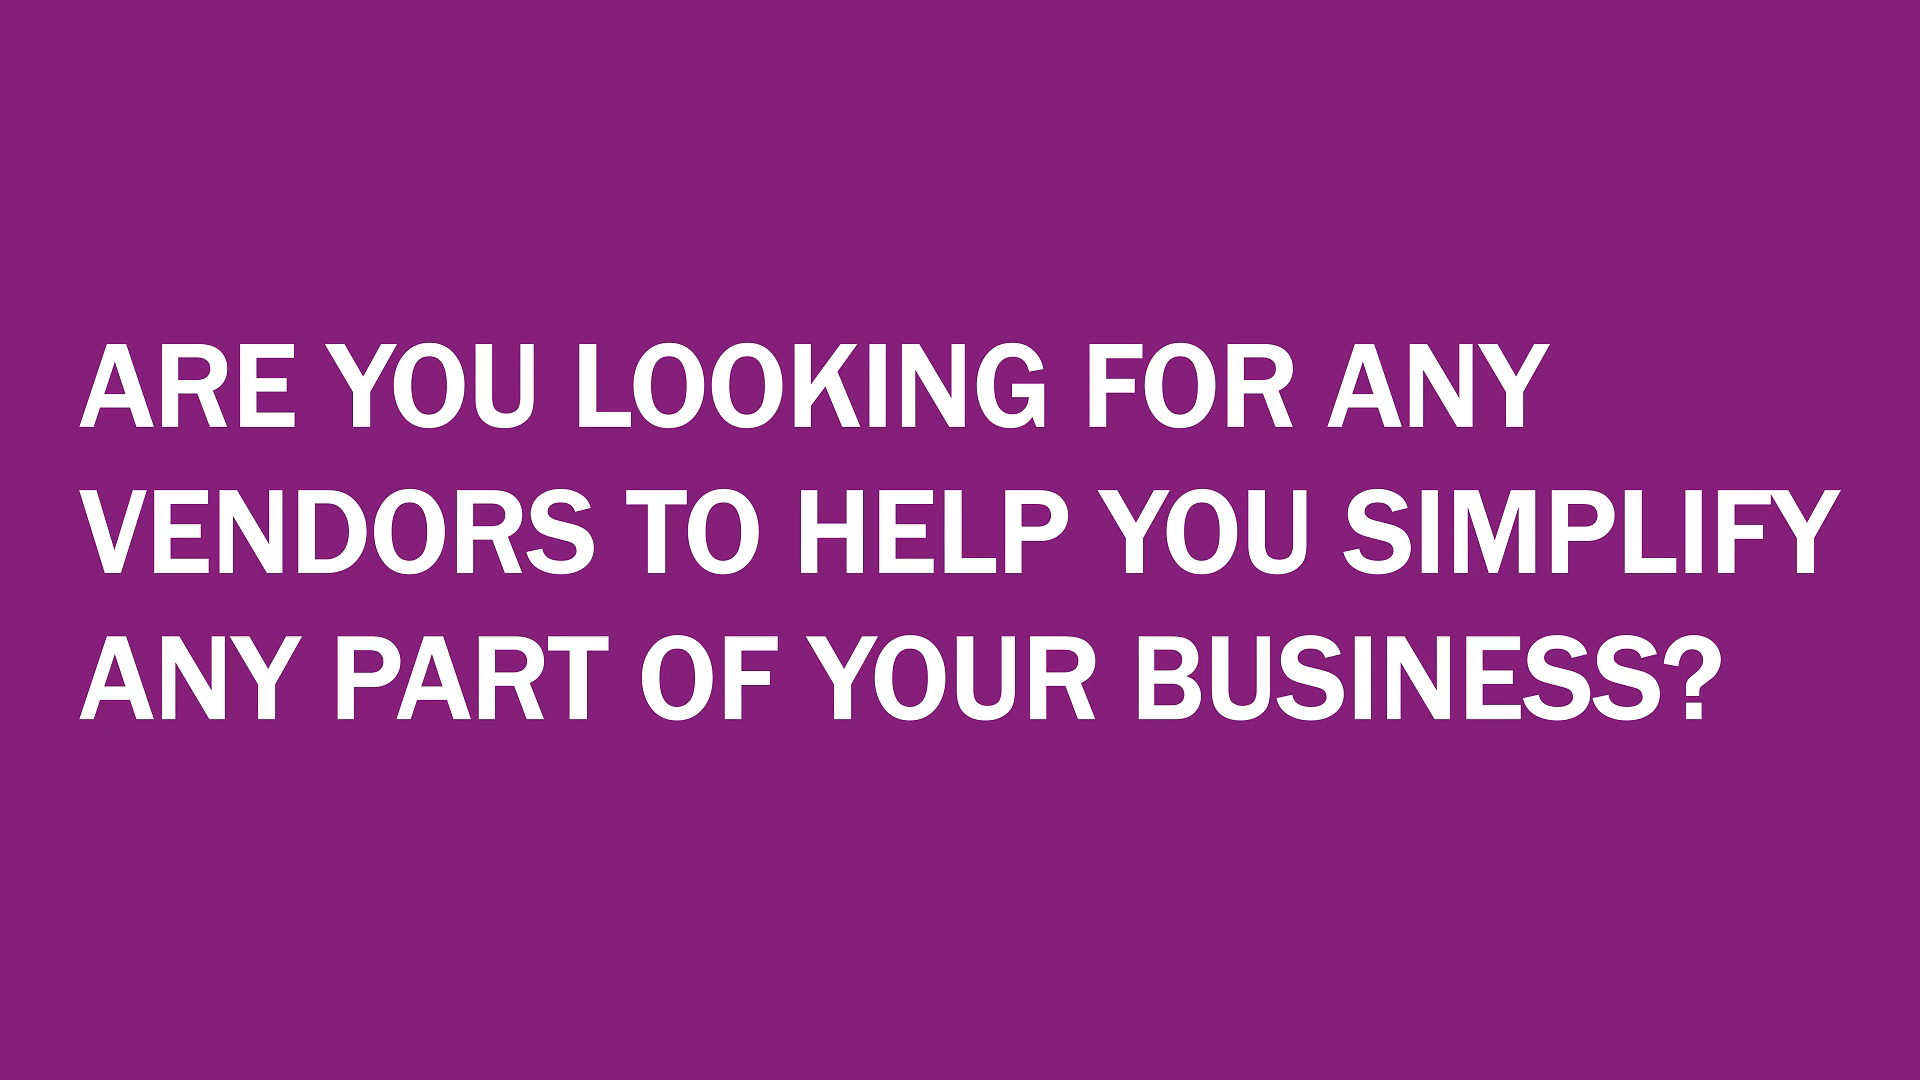 ARE YOU LOOKING FOR ANY
VENDORS TO HELP YOU SIMPLIFY
ANY PART OF YOUR BUSINESS?